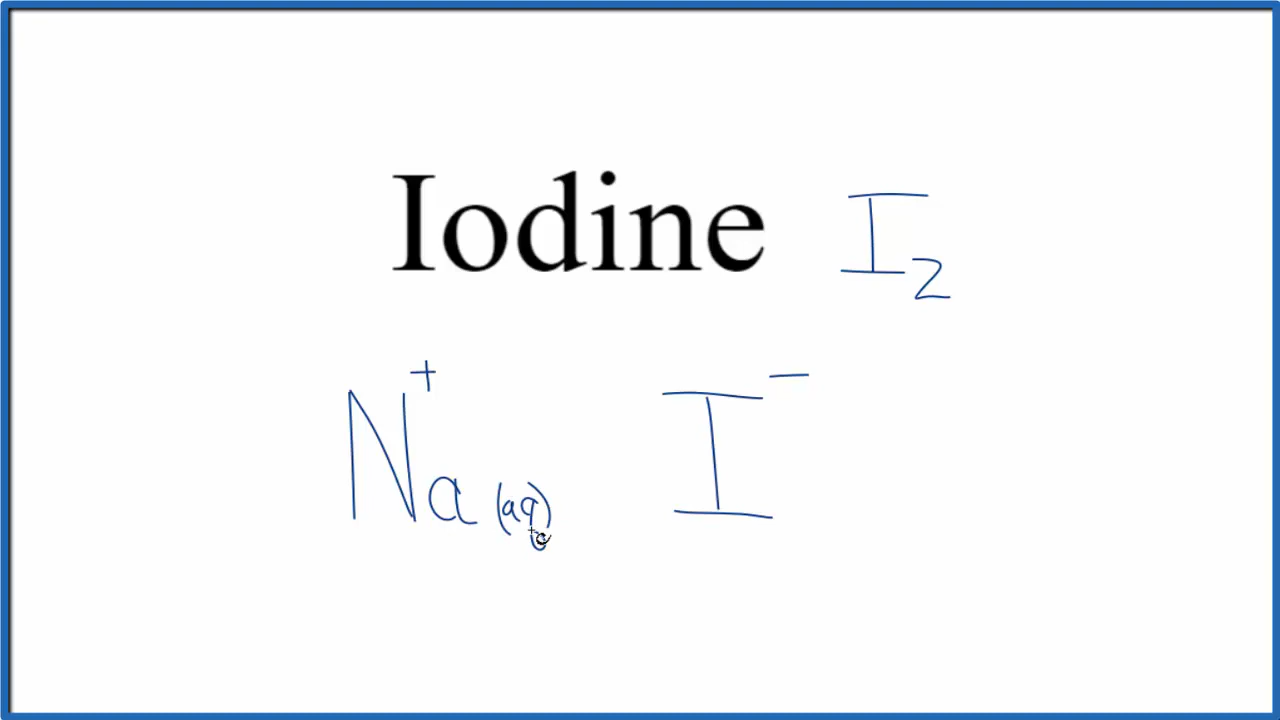 Iodine I₂
Na⁺(aq) I⁻